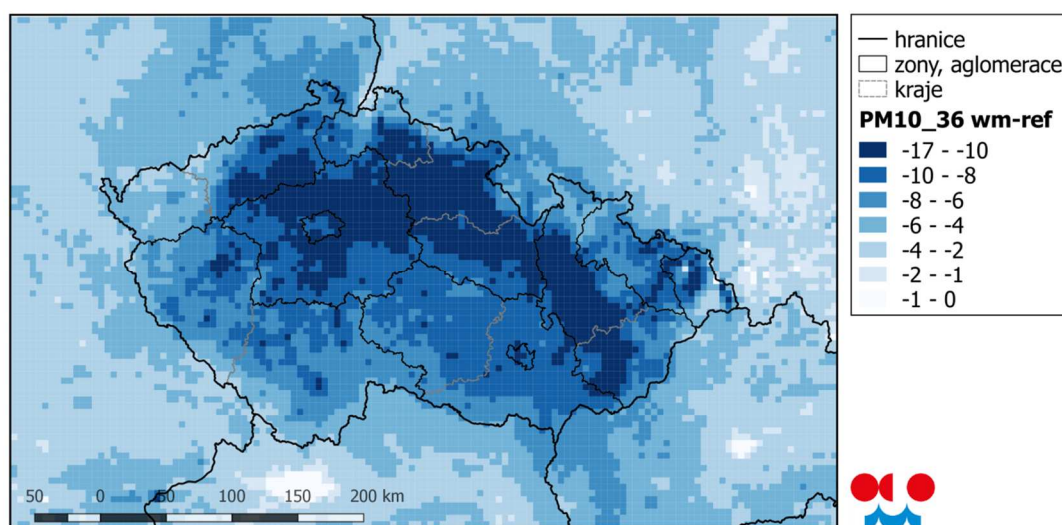 hranice
zony, aglomerace
kraje
PM10_36 wm-ref
-17 - -10
-10 - -8
-8 - -6
-6 - -4
-4 - -2
-2 - -1
-1 - 0
50 0 50 100 150 200 km